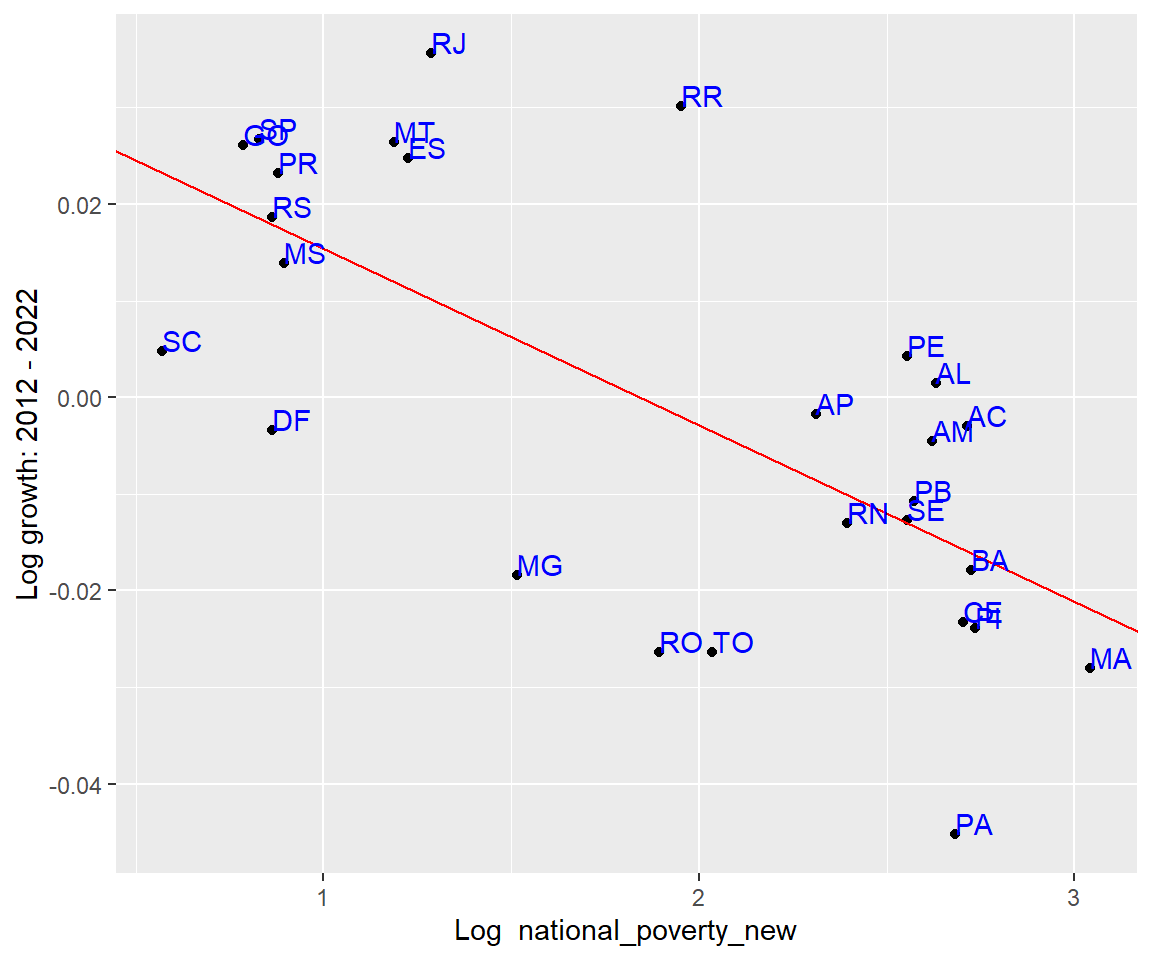 RJ
RR
SP
GO
MT
ES
PR
0.02
RS
MS
SC
PE
AL
0.00
AP
AC
DF
AM
PB
RN
SE
BA
MG
-0.02
CE
PI
RO
TO
MA
-0.04
PA
1
2
3
Log national_poverty_new
Log growth: 2012 - 2022